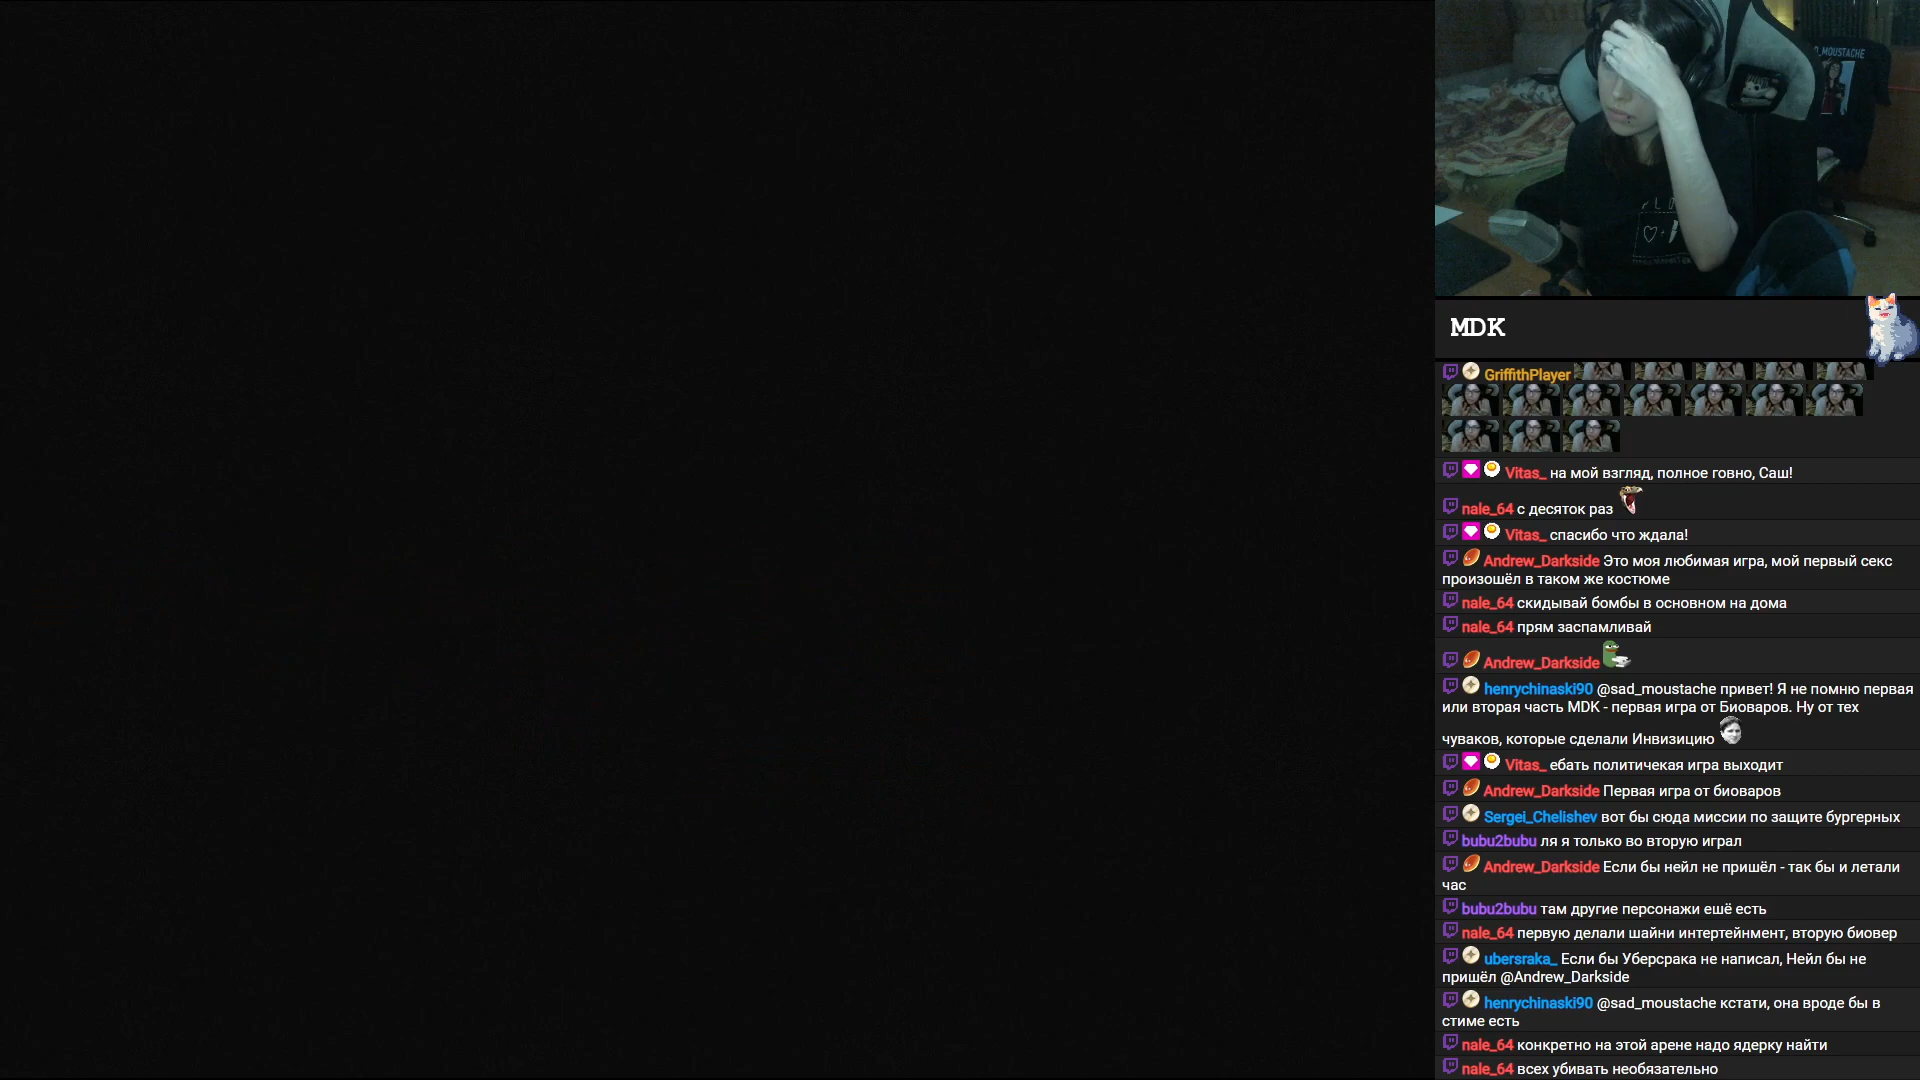 D_MOUSTACHE
MDK
GriffithPlayer
Vitas_ на мой взгляд, полное говно, Саш!
nale_64 с десяток раз
Vitas_ спасибо что ждала!
Andrew_Darkside Это моя любимая игра, мой первый секс
произошёл в таком же костюме
nale_64 скидывай бомбы в основном на дома
nale_64 прям заспамливай
Andrew_Darkside
henrychinaski90 @sad_moustache привет! Я не помню первая
или вторая часть MDK - первая игра от Биоваров. Ну от тех
чуваков, которые сделали Инвизицию
Vitas_ ебать политичекая игра выходит
Andrew_Darkside Первая игра от биоваров
Sergei_Chelishev вот бы сюда миссии по защите бургерных
bubu2bubu ля я только во вторую играл
Andrew_Darkside Если бы нейл не пришёл - так бы и летали
час
bubu2bubu там другие персонажи ешё есть
nale_64 первую делали шайни интертейнмент, вторую биовер
ubersraka_ Если бы Уберсрака не написал, Нейл бы не
пришёл @Andrew_Darkside
henrychinaski90 @sad_moustache кстати, она вроде бы в
стиме есть
nale_64 конкретно на этой арене надо ядерку найти
nale_64 всех убивать необязательно